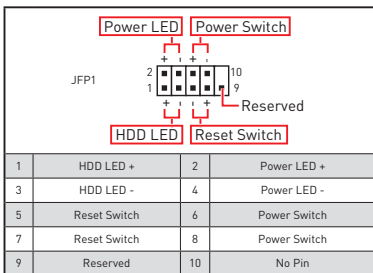 Power LED Power Switch
+ - - +
JFP1
2 10
1 9
+ - - +
Reserved
HDD LED Reset Switch
1 HDD LED + 2 Power LED +
3 HDD LED - 4 Power LED -
5 Reset Switch 6 Power Switch
7 Reset Switch 8 Power Switch
9 Reserved 10 No Pin